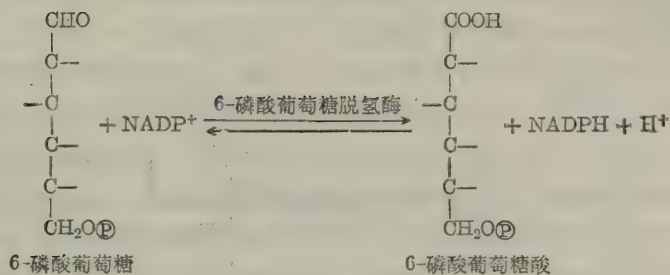 CHO COOH
C— C—
—C —C
6-磷酸葡萄糖脱氢酶
+ NADP⁺ + NADPH + H⁺
C— C—
C— C—
CH₂OⓅ CH₂OⓅ
6-磷酸葡萄糖 6-磷酸葡萄糖酸